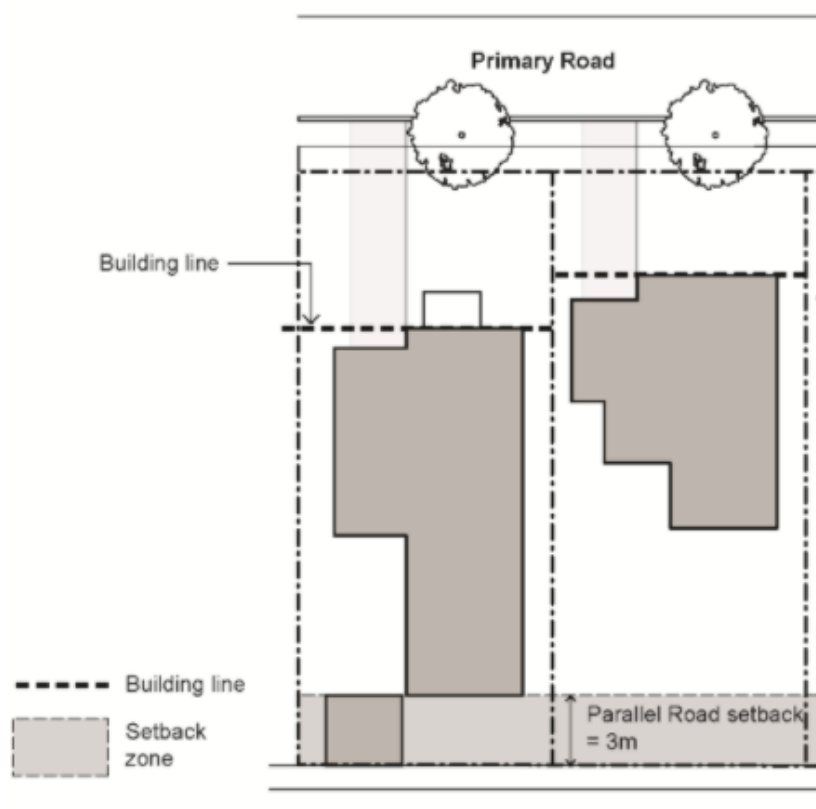 Primary Road
Building line
Building line
Setback
zone
Parallel Road setback
= 3m